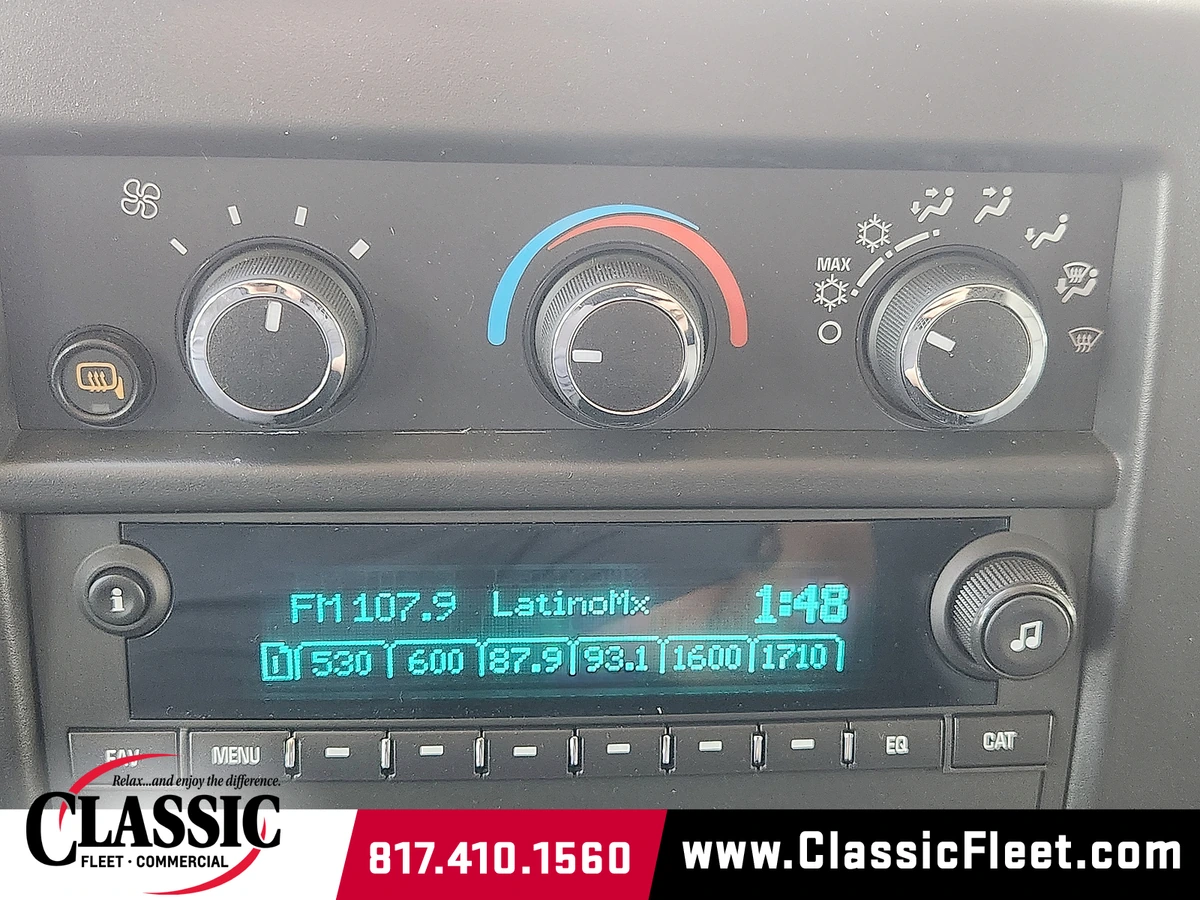 MAX
FM 107.9 LatinoMx 1:48
1 530 600 87.9 93.1 1600 1710
FAV MENU EQ CAT
Relax...and enjoy the difference.
CLASSIC
FLEET · COMMERCIAL
817.410.1560
www.ClassicFleet.com